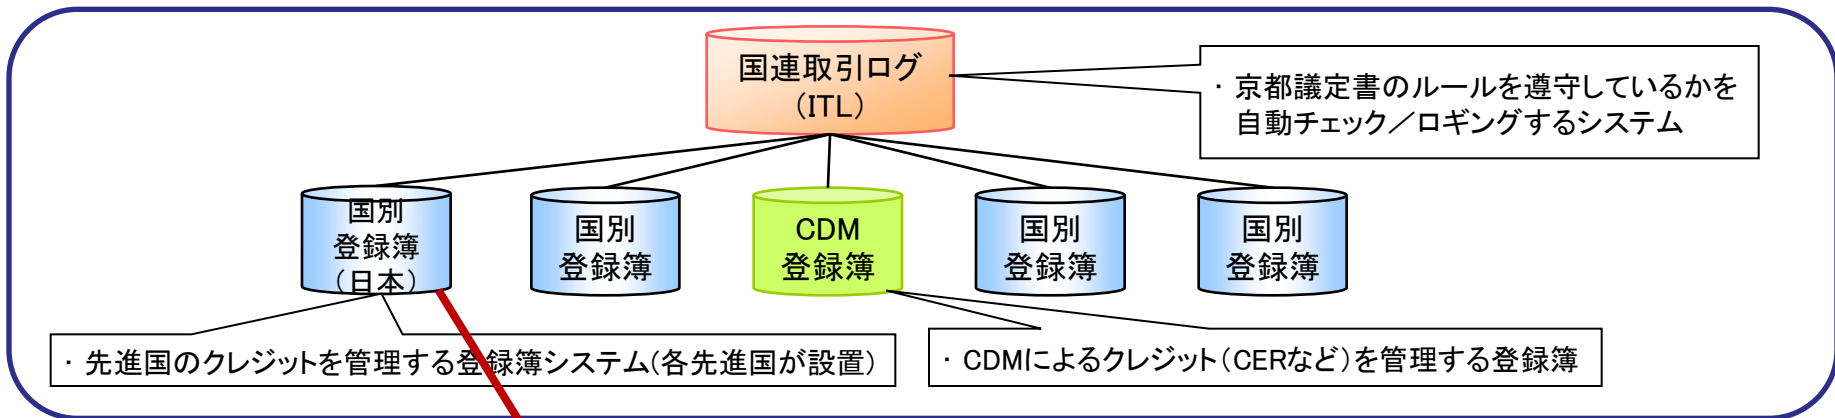 国連取引ログ
(ITL)
・ 京都議定書のルールを遵守しているかを
自動チェック／ロギングするシステム
国別
登録簿
（日本）
国別
登録簿
CDM
登録簿
国別
登録簿
国別
登録簿
・ 先進国のクレジットを管理する登録簿システム(各先進国が設置）
・ CDMによるクレジット（CERなど）を管理する登録簿